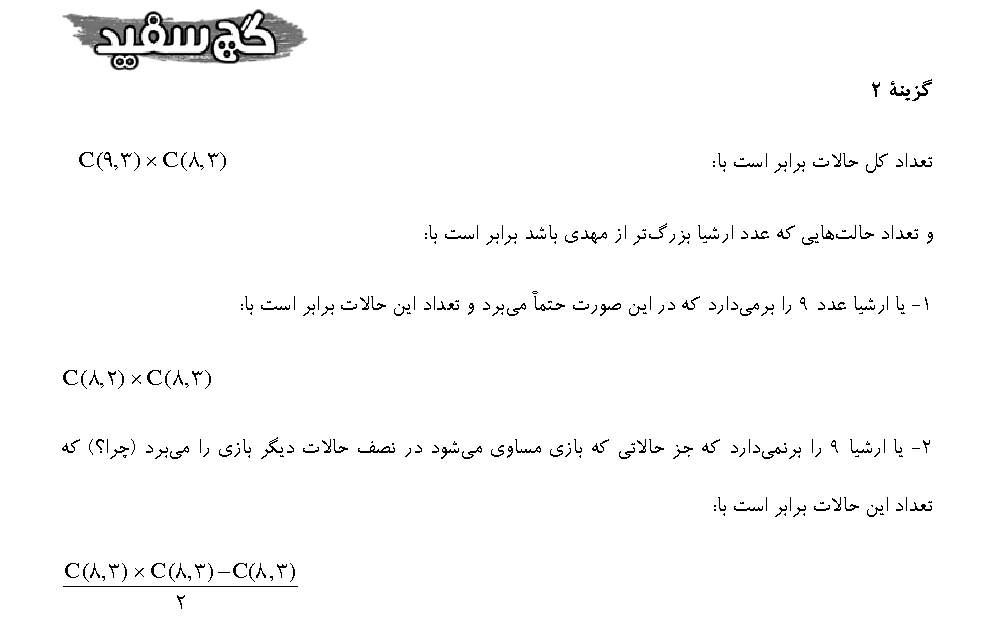 گچ سفید
گزینهٔ ۲
تعداد کل حالات برابر است با: C(۹,۳)×C(۸,۳)
و تعداد حالت‌هایی که عدد ارشیا بزرگ‌تر از مهدی باشد برابر است با:
۱- یا ارشیا عدد ۹ را برمی‌دارد که در این صورت حتماً می‌برد و تعداد این حالات برابر است با:
C(۸,۲)×C(۸,۳)
۲- یا ارشیا ۹ را برنمی‌دارد که جز حالاتی که بازی مساوی می‌شود در نصف حالات دیگر بازی را می‌برد (چرا؟) که
تعداد این حالات برابر است با:
C(۸,۳)×C(۸,۳)−C(۸,۳)
۲